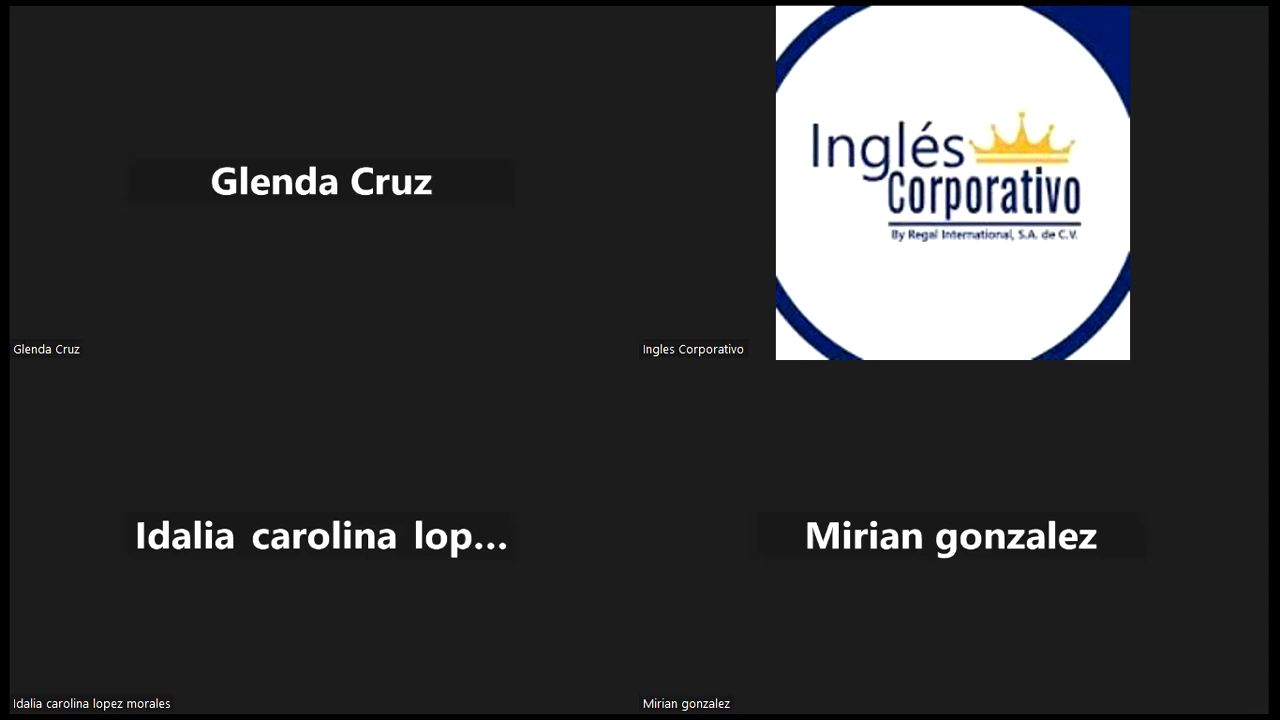 Glenda Cruz
Glenda Cruz
Inglés
Corporativo
By Regal International, S.A. de C.V.
Ingles Corporativo
Idalia carolina lop...
Idalia carolina lopez morales
Mirian gonzalez
Mirian gonzalez